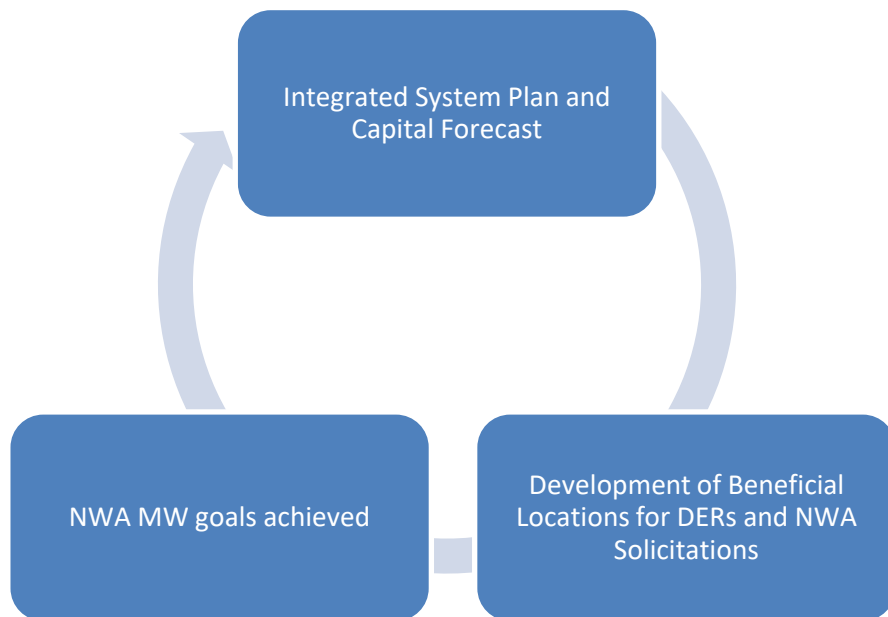 Integrated System Plan and
Capital Forecast
NWA MW goals achieved
Development of Beneficial
Locations for DERs and NWA
Solicitations